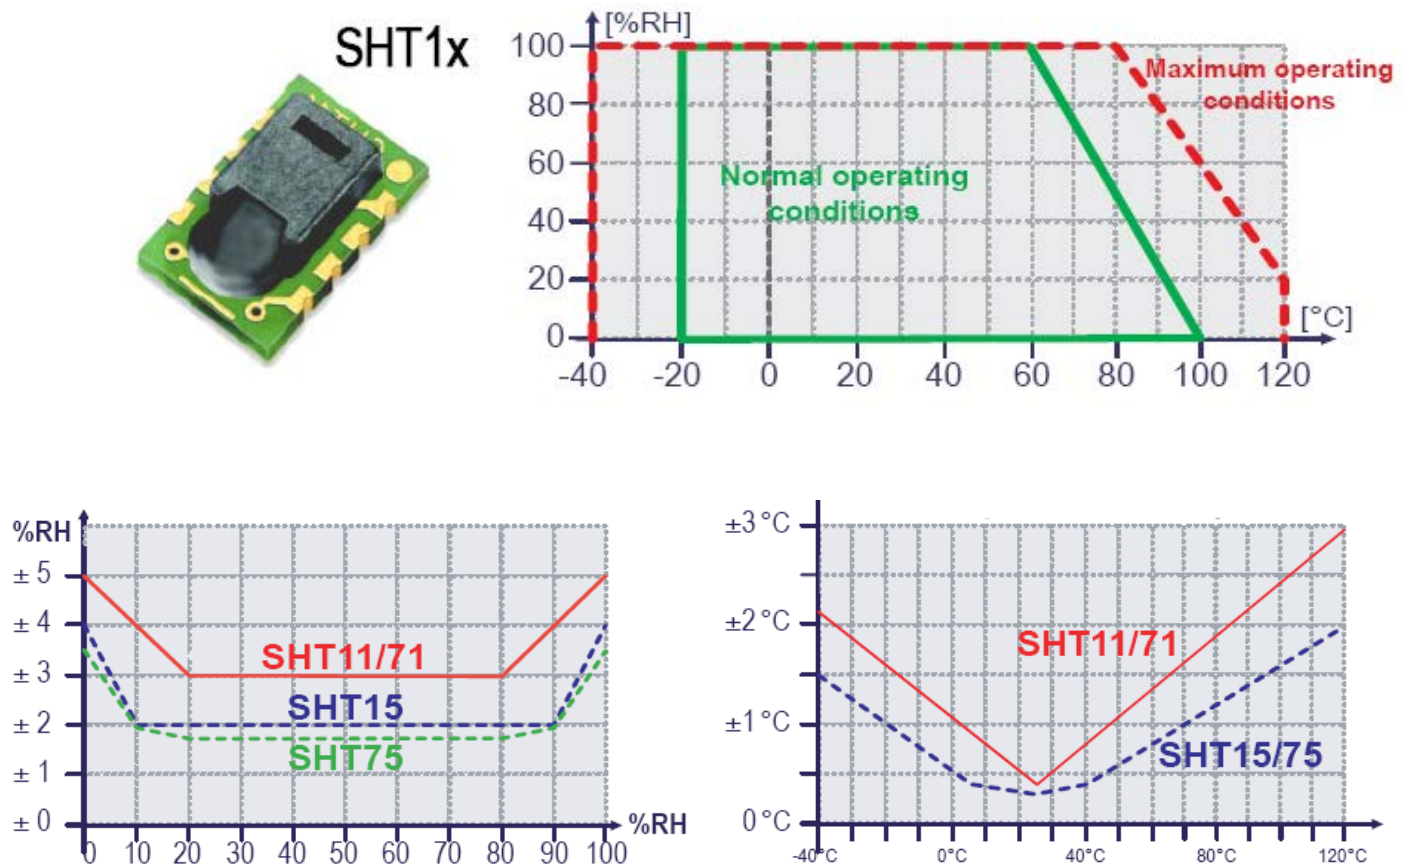 SHT1x
[%RH]
100
80
60
40
20
0
Maximum operating
conditions
Normal operating
conditions
[°C]
-40 -20 0 20 40 60 80 100 120
%RH
± 5
± 4
± 3
± 2
± 1
± 0
SHT11/71
SHT15
SHT75
0 10 20 30 40 50 60 70 80 90 100
%RH
±3°C
±2°C
±1°C
0°C
SHT11/71
SHT15/75
-40°C 0°C 40°C 80°C 120°C